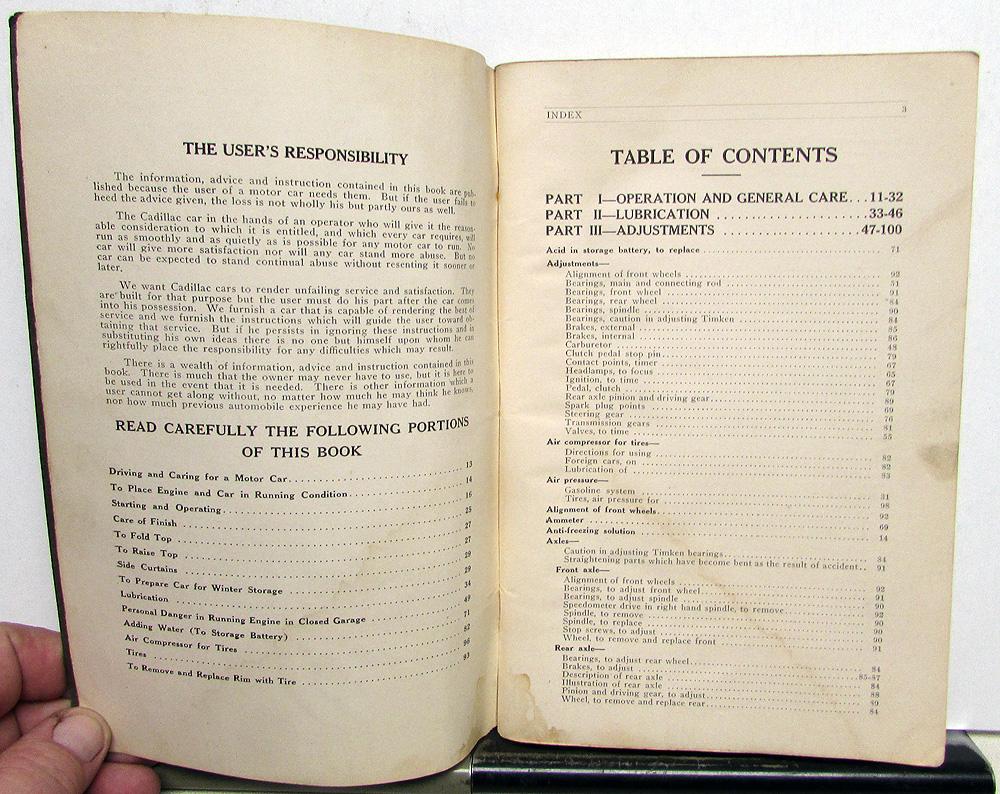 THE USER'S RESPONSIBILITY
The information, advice and instruction contained in this book are pub-
lished because the user of a motor car needs them. But if the user fails to
heed the advice given, the loss is not wholly his but partly ours as well.
The Cadillac car in the hands of an operator who will give it the reason-
able consideration to which it is entitled, and which every car requires, will
run as smoothly and as quietly as is possible for any motor car to run. No
car will give more satisfaction nor will any car stand more abuse. But no
car can be expected to stand continual abuse without resenting it sooner or
later.
We want Cadillac cars to render unfailing service and satisfaction. They
are built for that purpose but the user must do his part after the car comes
into his possession. We furnish a car that is capable of rendering the best of
service and we furnish the instructions which will guide the user toward ob-
taining that service. But if he persists in ignoring these instructions and in
substituting his own ideas there is no one but himself upon whom he can
rightfully place the responsibility for any difficulties which may result.
There is a wealth of information, advice and instruction contained in this
book. There is much that the owner may never have to use, but it is here to
be used in the event that it is needed. There is other information which a
user cannot get along without, no matter how much he may think he knows,
nor how much previous automobile experience he may have had.
READ CAREFULLY THE FOLLOWING PORTIONS
OF THIS BOOK
Driving and Caring for a Motor Car 13
To Place Engine and Car in Running Condition 14
Starting and Operating 16
Care of Finish 25
To Fold Top 27
To Raise Top 27
Side Curtains 29
To Prepare Car for Winter Storage 29
Lubrication 34
Personal Danger in Running Engine in Closed Garage 49
Adding Water (To Storage Battery) 71
Air Compressor for Tires 82
Tires 96
To Remove and Replace Rim with Tire 93
INDEX 3
TABLE OF CONTENTS
PART I—OPERATION AND GENERAL CARE... 11-32
PART II—LUBRICATION 33-46
PART III—ADJUSTMENTS 47-100
Acid in storage battery, to replace 71
Adjustments—
Alignment of front wheels 92
Bearings, main and connecting rod 51
Bearings, front wheel 91
Bearings, rear wheel 84
Bearings, spindle 90
Bearings, caution in adjusting Timken 84
Brakes, external 85
Brakes, internal 86
Carburetor 48
Clutch pedal stop pin 79
Contact points, timer 67
Headlamps, to focus 65
Ignition, to time 67
Pedal, clutch 79
Rear axle pinion and driving gear 89
Spark plug points 69
Steering gear 76
Transmission gears 81
Valves, to time 55
Air compressor for tires—
Directions for using 82
Foreign cars, on 82
Lubrication of 83
Air pressure—
Gasoline system 31
Tires, air pressure for 98
Alignment of front wheels 92
Ammeter 69
Anti-freezing solution 14
Axles—
Caution in adjusting Timken bearings 84
Straightening parts which have become bent as the result of accident 91
Front axle—
Alignment of front wheels 92
Bearings, to adjust front wheel 91
Bearings, to adjust spindle 90
Speedometer drive in right hand spindle, to remove 92
Spindle, to remove 90
Spindle, to replace 90
Stop screws, to adjust 90
Wheel, to remove and replace front 91
Rear axle—
Bearings, to adjust rear wheel 84
Brakes, to adjust 85-87
Description of rear axle 84
Illustration of rear axle 88
Pinion and driving gear, to adjust 89
Wheel, to remove and replace rear 84